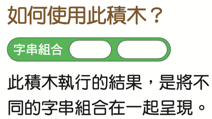 如何使用此積木？
字串組合
此積木執行的結果，是將不
同的字串組合在一起呈現。